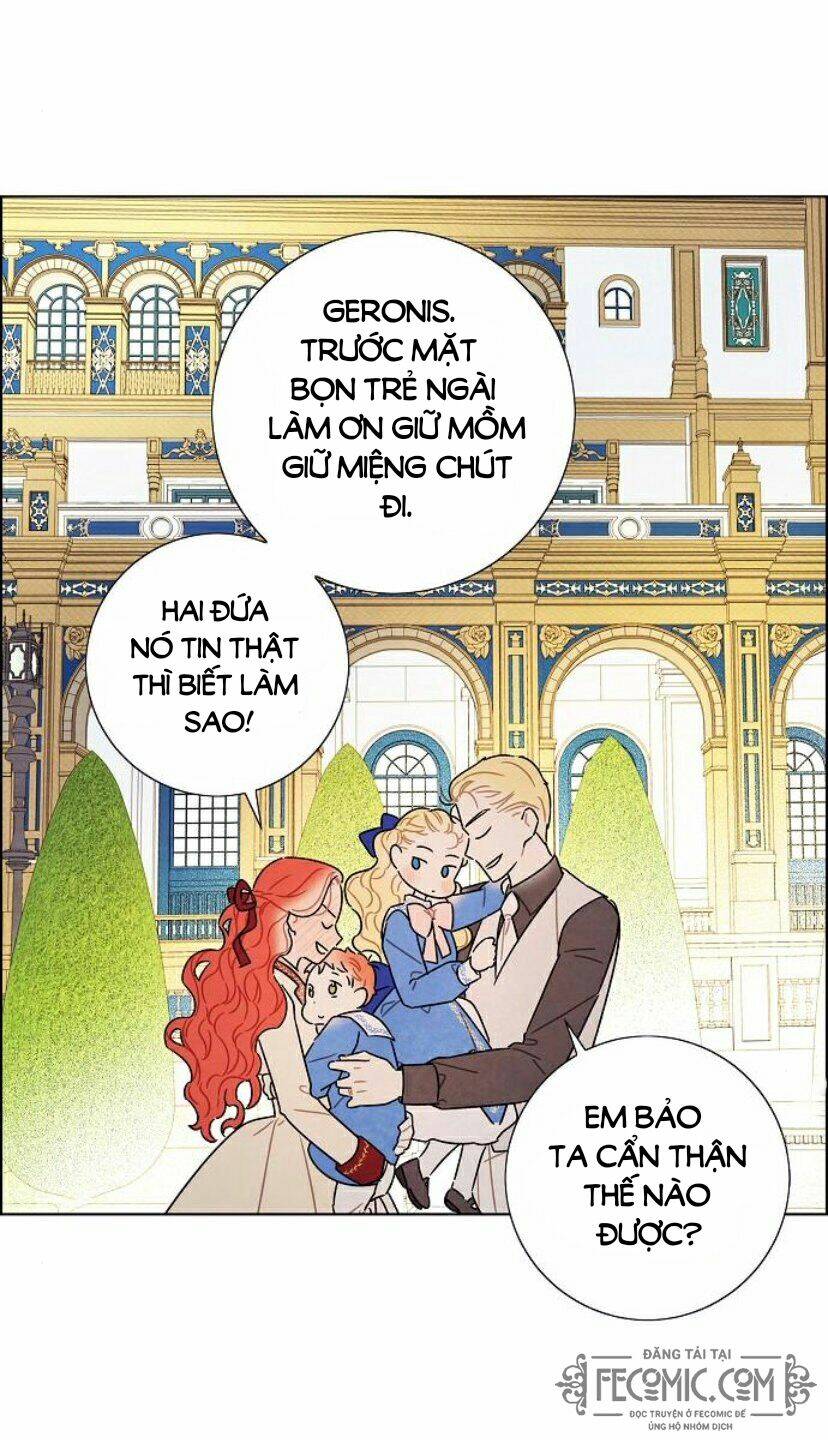 GERONIS.
TRƯỚC MẶT
BỌN TRẺ NGÀI
LÀM ƠN GIỮ MỒM
GIỮ MIỆNG CHÚT
ĐI.
HAI ĐỨA
NÓ TIN THẬT
THÌ BIẾT LÀM
SAO!
EM BẢO
TA CẨN THẬN
THẾ NÀO
ĐƯỢC?
ĐĂNG TẢI TẠI
FECOMIC.COM
ĐỌC TRUYỆN Ở FECOMIC ĐỂ
ỦNG HỘ NHÓM DỊCH